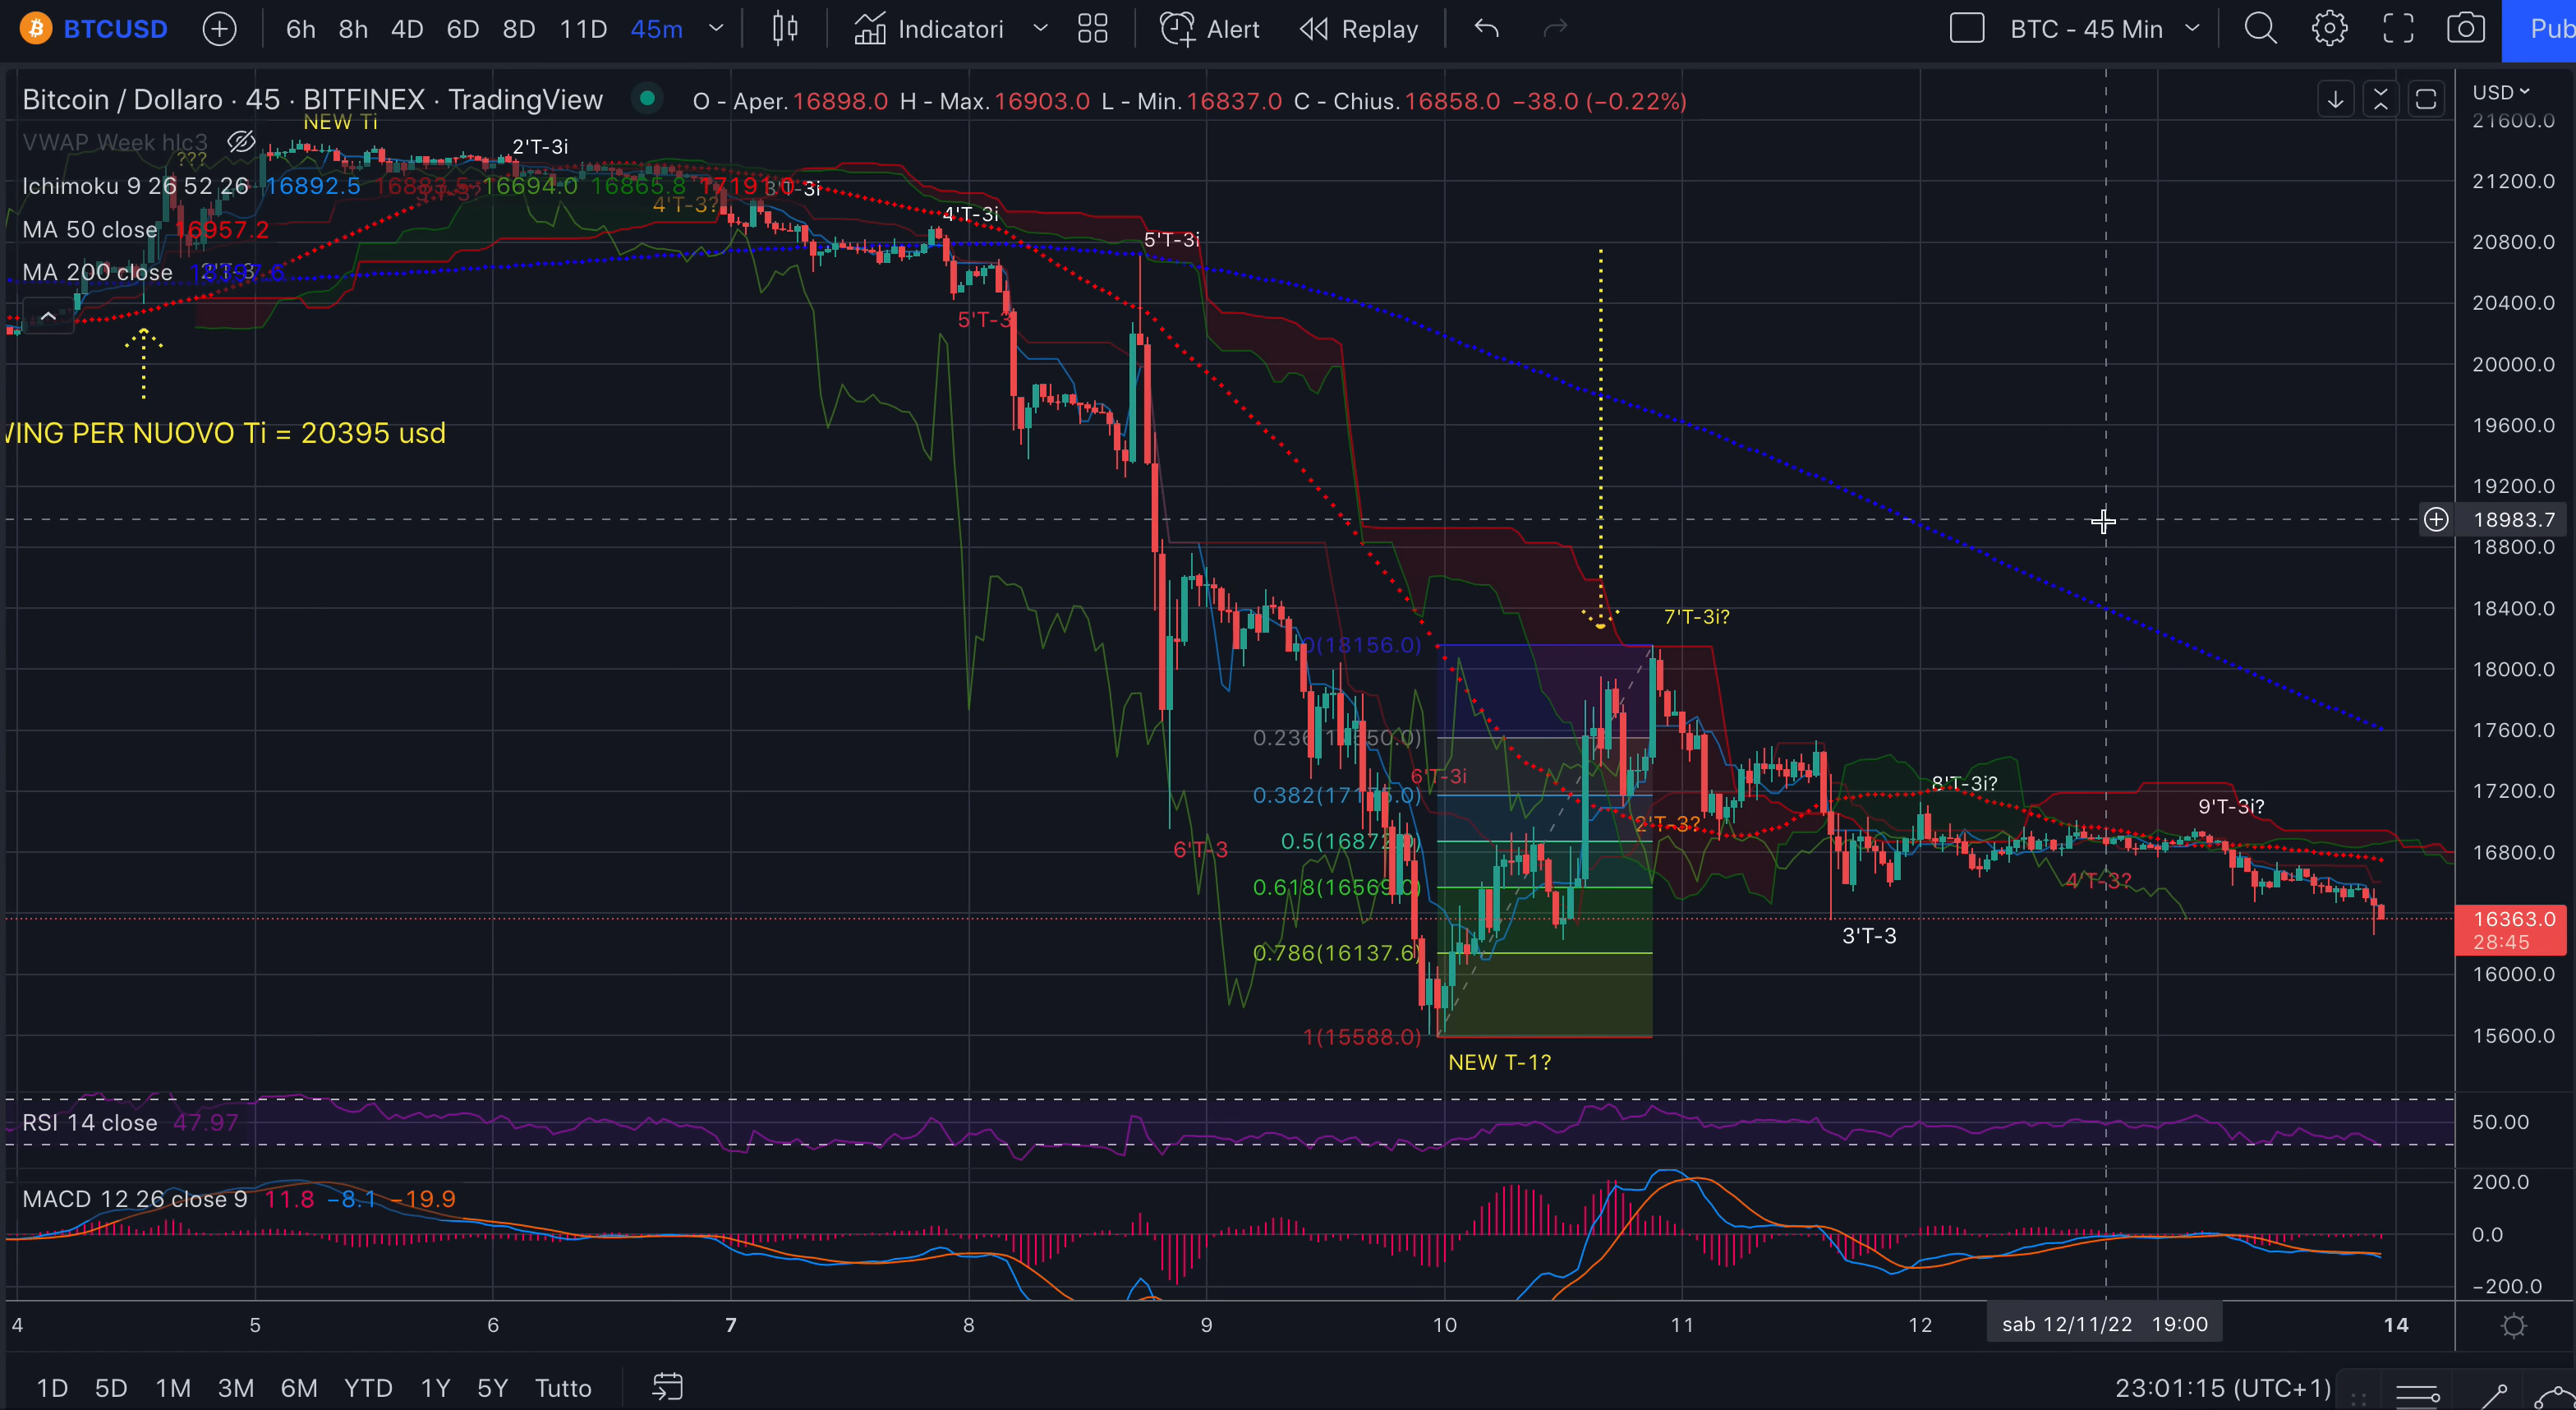 BTCUSD 6h 8h 4D 6D 8D 11D 45m Indicatori Alert Replay BTC - 45 Min Pub
Bitcoin / Dollaro · 45 · BITFINEX · TradingView O - Aper. 16898.0 H - Max. 16903.0 L - Min. 16837.0 C - Chius. 16858.0 −38.0 (−0.22%)
USD
21600.0
NEW Ti
VWAP Week hlc3
???
2'T-3i
Ichimoku 9 26 52 26 16892.5 16694.0 16865.8 17191.0
3'T-3i
21200.0
4'T-3?
4'T-3i
MA 50 close 16957.2
5'T-3i
20800.0
MA 200 close
2'T-3
20400.0
5'T-3
20000.0
WING PER NUOVO Ti = 20395 usd
19600.0
19200.0
18983.7
18800.0
18400.0
7'T-3i?
0(18156.0)
18000.0
17600.0
6'T-3i
8'T-3i?
17200.0
9'T-3i?
2'T-3?
6'T-3
16800.0
4'T-3?
0.618(16569.0)
16363.0
28:45
3'T-3
0.786(16137.6)
16000.0
1(15588.0)
15600.0
NEW T-1?
RSI 14 close 47.97
50.00
MACD 12 26 close 9 11.8 −8.1 −19.9
200.0
0.0
−200.0
4 5 6 7 8 9 10 11 12 sab 12/11/22 19:00 14
1D 5D 1M 3M 6M YTD 1Y 5Y Tutto
23:01:15 (UTC+1)